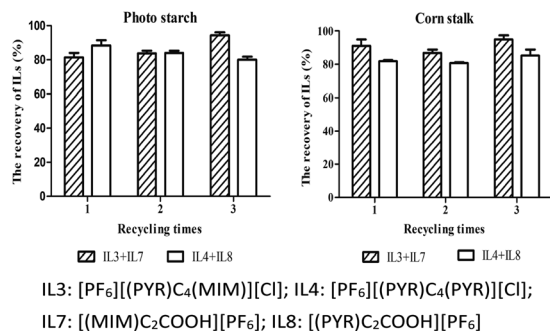 Photo starch
The recovery of ILs (%)
100
80
60
40
20
0
1
2
3
Recycling times
IL3+IL7
IL4+IL8
Corn stalk
The recovery of ILs (%)
100
80
60
40
20
0
1
2
3
Recycling times
IL3+IL7
IL4+IL8
IL3: [PF₆][(PYR)C₄(MIM)][Cl]; IL4: [PF₆][(PYR)C₄(PYR)][Cl];
IL7: [(MIM)C₂COOH][PF₆]; IL8: [(PYR)C₂COOH][PF₆]